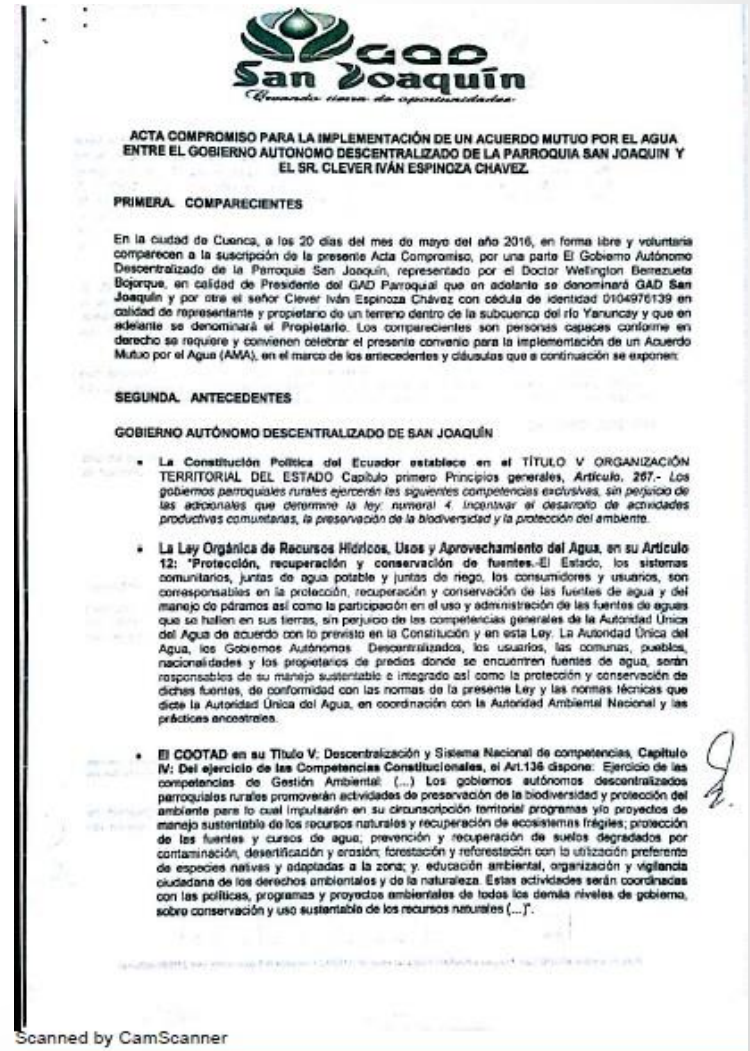 GAD
San Joaquín
Creando tierra de oportunidades
ACTA COMPROMISO PARA LA IMPLEMENTACIÓN DE UN ACUERDO MUTUO POR EL AGUA
ENTRE EL GOBIERNO AUTONOMO DESCENTRALIZADO DE LA PARROQUIA SAN JOAQUIN Y
EL SR. CLEVER IVÁN ESPINOZA CHAVEZ.
PRIMERA. COMPARECIENTES
En la ciudad de Cuenca, a los 20 días del mes de mayo del año 2016, en forma libre y voluntaria
comparecen a la suscripción de la presente Acta Compromiso, por una parte El Gobierno Autónomo
Descentralizado de la Parroquia San Joaquín, representado por el Doctor Wellington Berrezueta
Bojorque, en calidad de Presidente del GAD Parroquial que en adelante se denominará GAD San
Joaquín y por otra el señor Clever Iván Espinoza Chávez con cédula de identidad 0104976139 en
calidad de representante y propietario de un terreno dentro de la subcuenca del río Yanuncay y que en
adelante se denominará el Propietario. Los comparecientes son personas capaces conforme en
derecho se requiere y convienen celebrar el presente convenio para la implementación de un Acuerdo
Mutuo por el Agua (AMA), en el marco de los antecedentes y cláusulas que a continuación se exponen:
SEGUNDA. ANTECEDENTES
GOBIERNO AUTÓNOMO DESCENTRALIZADO DE SAN JOAQUÍN
• La Constitución Política del Ecuador establece en el TÍTULO V ORGANIZACIÓN
TERRITORIAL DEL ESTADO Capítulo primero Principios generales, Artículo. 267.- Los
gobiernos parroquiales rurales ejercerán las siguientes competencias exclusivas, sin perjuicio de
las adicionales que determine la ley: numeral 4. Incentivar el desarrollo de actividades
productivas comunitarias, la preservación de la biodiversidad y la protección del ambiente.
• La Ley Orgánica de Recursos Hídricos, Usos y Aprovechamiento del Agua, en su Artículo
12: "Protección, recuperación y conservación de fuentes.-El Estado, los sistemas
comunitarios, juntas de agua potable y juntas de riego, los consumidores y usuarios, son
corresponsables en la protección, recuperación y conservación de las fuentes de agua y del
manejo de páramos así como la participación en el uso y administración de las fuentes de aguas
que se hallen en sus tierras, sin perjuicio de las competencias generales de la Autoridad Única
del Agua de acuerdo con lo previsto en la Constitución y en esta Ley. La Autoridad Única del
Agua, los Gobiernos Autónomos Descentralizados, los usuarios, las comunas, pueblos,
nacionalidades y los propietarios de predios donde se encuentren fuentes de agua, serán
responsables de su manejo sustentable e integrado así como la protección y conservación de
dichas fuentes, de conformidad con las normas de la presente Ley y las normas técnicas que
dicte la Autoridad Única del Agua, en coordinación con la Autoridad Ambiental Nacional y las
prácticas ancestrales.
• El COOTAD en su Título V: Descentralización y Sistema Nacional de competencias, Capítulo
IV: Del ejercicio de las Competencias Constitucionales, el Art.136 dispone: Ejercicio de las
competencias de Gestión Ambiental: (...) Los gobiernos autónomos descentralizados
parroquiales rurales promoverán actividades de preservación de la biodiversidad y protección del
ambiente para lo cual impulsarán en su circunscripción territorial programas y/o proyectos de
manejo sustentable de los recursos naturales y recuperación de ecosistemas frágiles; protección
de las fuentes y cursos de agua; prevención y recuperación de suelos degradados por
contaminación, desertificación y erosión; forestación y reforestación con la utilización preferente
de especies nativas y adaptadas a la zona; y, educación ambiental, organización y vigilancia
ciudadana de los derechos ambientales y de la naturaleza. Estas actividades serán coordinadas
con las políticas, programas y proyectos ambientales de todos los demás niveles de gobierno,
sobre conservación y uso sustentable de los recursos naturales (...)".
Scanned by CamScanner